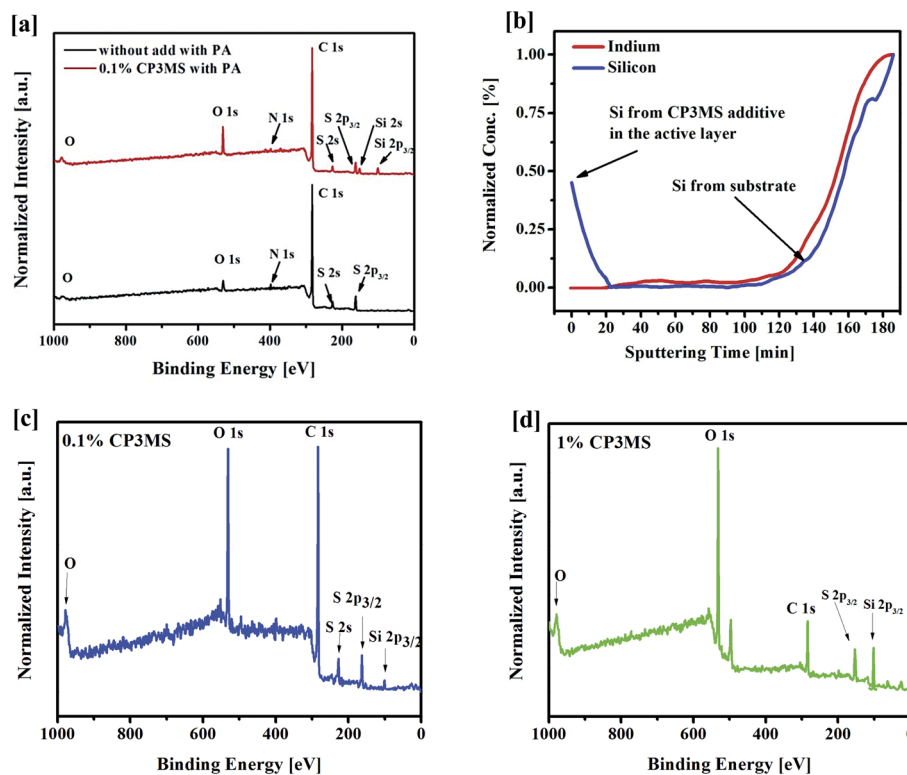 [a]
without add with PA
0.1% CP3MS with PA
C 1s
O 1s
N 1s
O
S 2p3/2
Si 2s
S 2s
Si 2p3/2
C 1s
O 1s
N 1s
O
S 2s
S 2p3/2
Normalized Intensity [a.u.]
1000 800 600 400 200 0
Binding Energy [eV]
[b]
Indium
Silicon
Si from CP3MS additive
in the active layer
Si from substrate
Normalized Conc. [%]
1.00
0.75
0.50
0.25
0.00
0 20 40 60 80 100 120 140 160 180
Sputtering Time [min]
[c]
0.1% CP3MS
O 1s
C 1s
O
S 2p3/2
S 2s
Si 2p3/2
Normalized Intensity [a.u.]
1000 800 600 400 200 0
Binding Energy [eV]
[d]
1% CP3MS
O 1s
O
C 1s
S 2p3/2
Si 2p3/2
Normalized Intensity [a.u.]
1000 800 600 400 200 0
Binding Energy [eV]